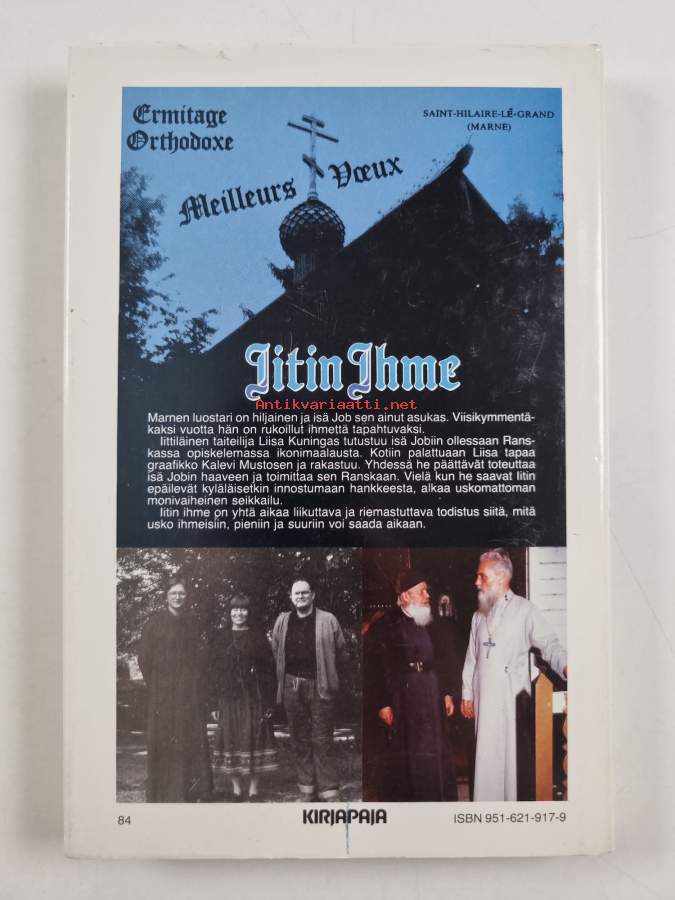 Ermitage
Orthodoxe
SAINT-HILAIRE-LE-GRAND
(MARNE)
Meilleurs Vœux
Iitin Ihme
Antikvariaatti.net
Marnen luostari on hiljainen ja isä Job sen ainut asukas. Viisikymmentä-
kaksi vuotta hän on rukoillut ihmettä tapahtuvaksi.
Iittiläinen taiteilija Liisa Kuningas tutustuu isä Jobiin ollessaan Rans-
kassa opiskelemassa ikonimaalausta. Kotiin palattuaan Liisa tapaa
graafikko Kalevi Mustosen ja rakastuu. Yhdessä he päättävät toteuttaa
isä Jobin haaveen ja toimittaa sen Ranskaan. Vielä kun he saavat Iitin
epäilevät kyläläisetkin innostumaan hankkeesta, alkaa uskomattoman
monivaiheinen seikkailu.
Iitin ihme on yhtä aikaa liikuttava ja riemastuttava todistus siitä, mitä
usko ihmeisiin, pieniin ja suuriin voi saada aikaan.
84
KIRJAPAJA
ISBN 951-621-917-9